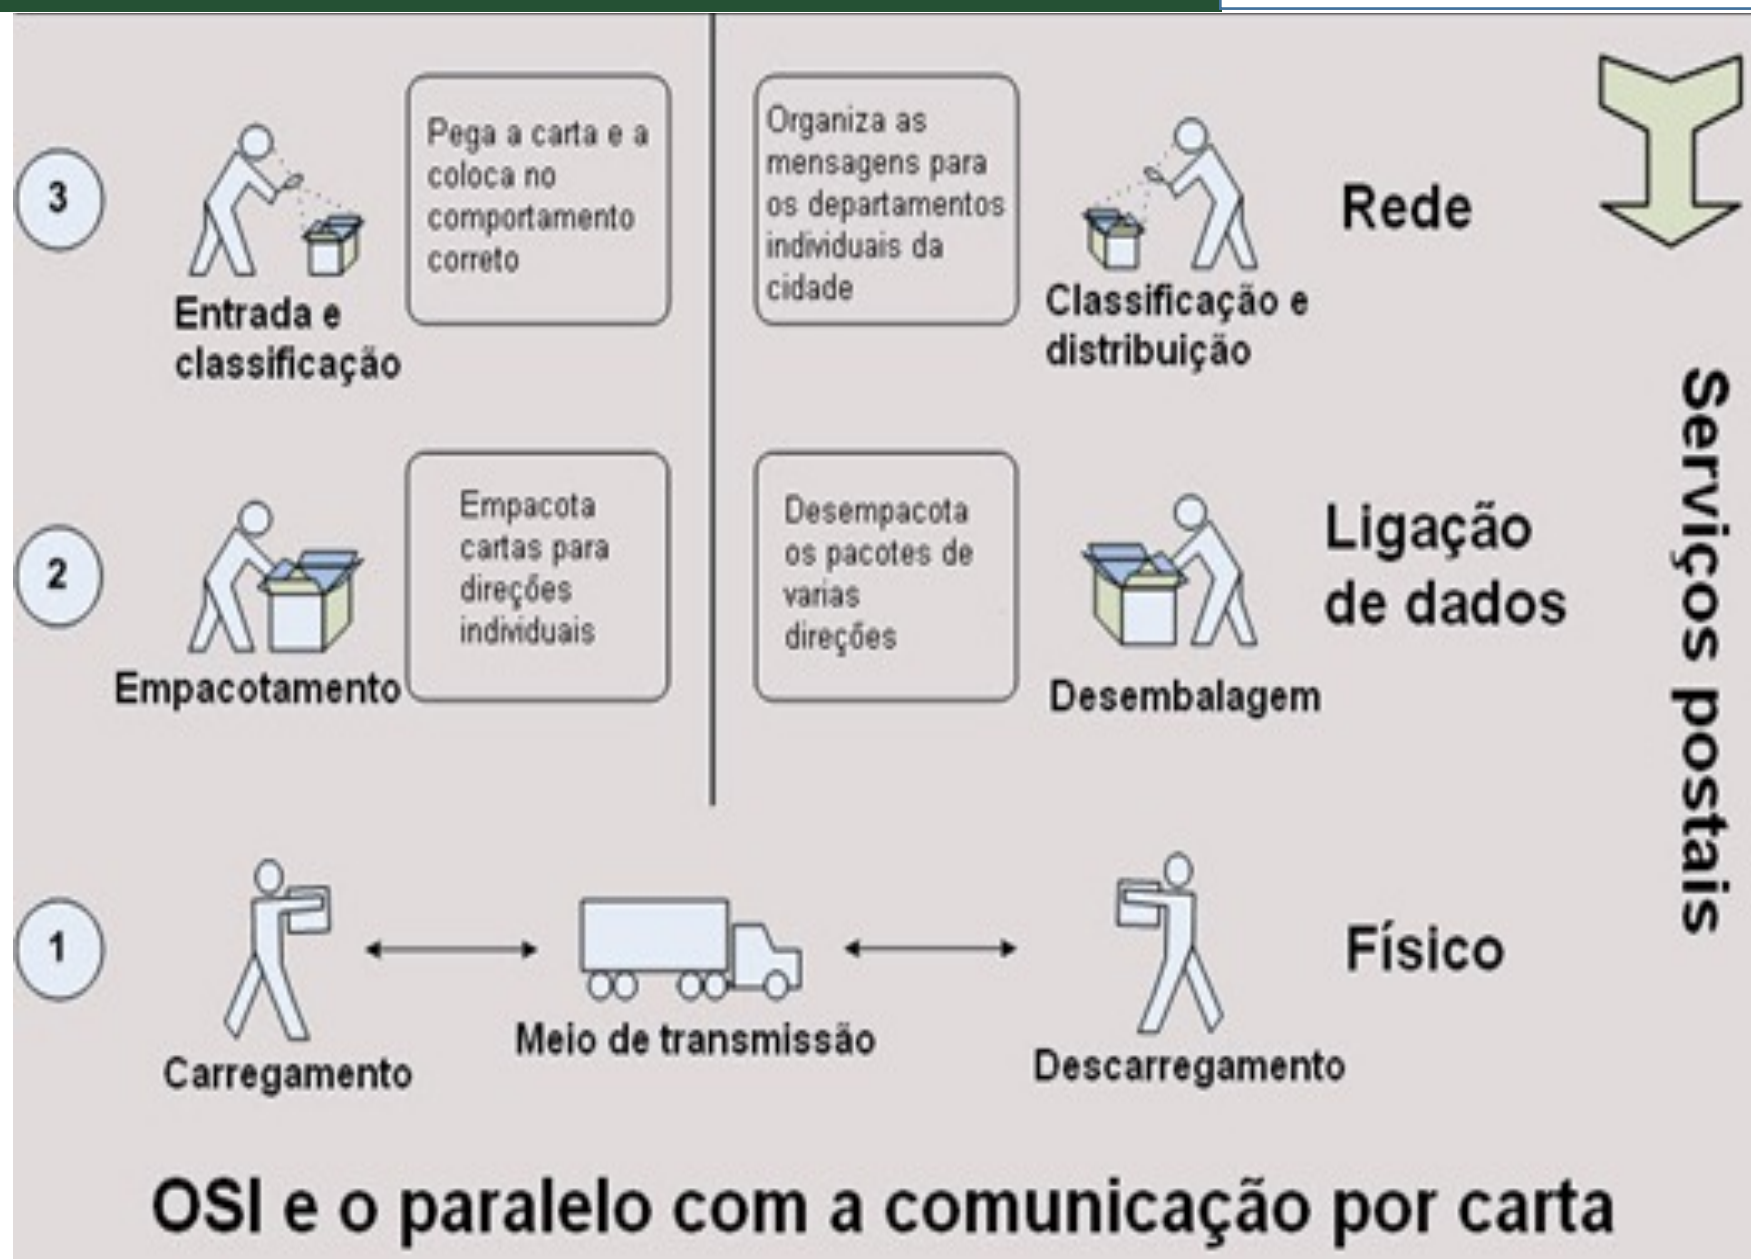 3
Pega a carta e a
coloca no
comportamento
correto
Entrada e
classificação
Organiza as
mensagens para
os departamentos
individuais da
cidade
Classificação e
distribuição
Rede
2
Empacota
cartas para
direções
individuais
Empacotamento
Desempacota
os pacotes de
varias
direções
Desembalagem
Ligação
de dados
Serviços postais
1
Carregamento
Meio de transmissão
Descarregamento
Físico
OSI e o paralelo com a comunicação por carta